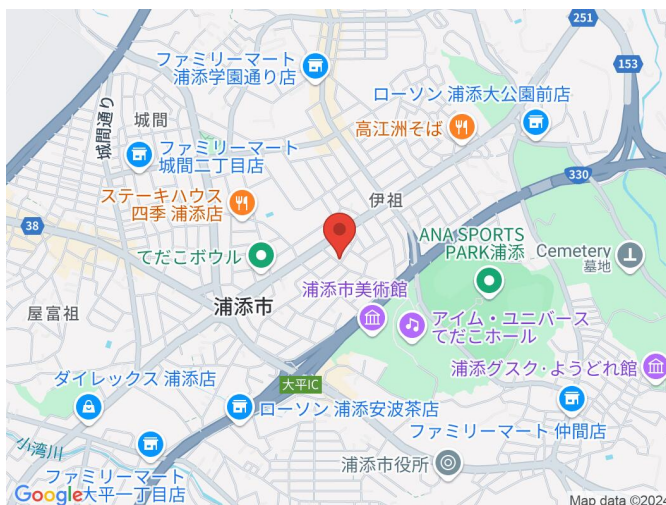 251
153
ファミリーマート
浦添学園通り店
ローソン 浦添大公園前店
城間通り
城間
高江洲そば
ファミリーマート
城間二丁目店
330
ステーキハウス
四季 浦添店
伊祖
38
ANA SPORTS
PARK浦添
Cemetery
墓地
てだこボウル
浦添市美術館
屋富祖
浦添市
アイム・ユニバース
てだこホール
浦添グスク·ようどれ館
ダイレックス 浦添店
大平IC
ローソン 浦添安波茶店
ファミリーマート 仲間店
小湾川
浦添市役所
ファミリーマート
大平一丁目店
Google
Map data ©2024